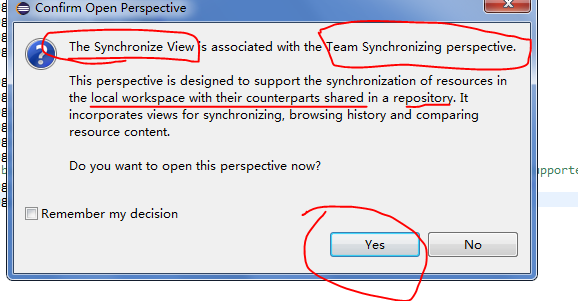 Confirm Open Perspective
The Synchronize View is associated with the Team Synchronizing perspective.
This perspective is designed to support the synchronization of resources in
the local workspace with their counterparts shared in a repository. It
incorporates views for synchronizing, browsing history and comparing
resource content.
Do you want to open this perspective now?
Remember my decision
Yes
No